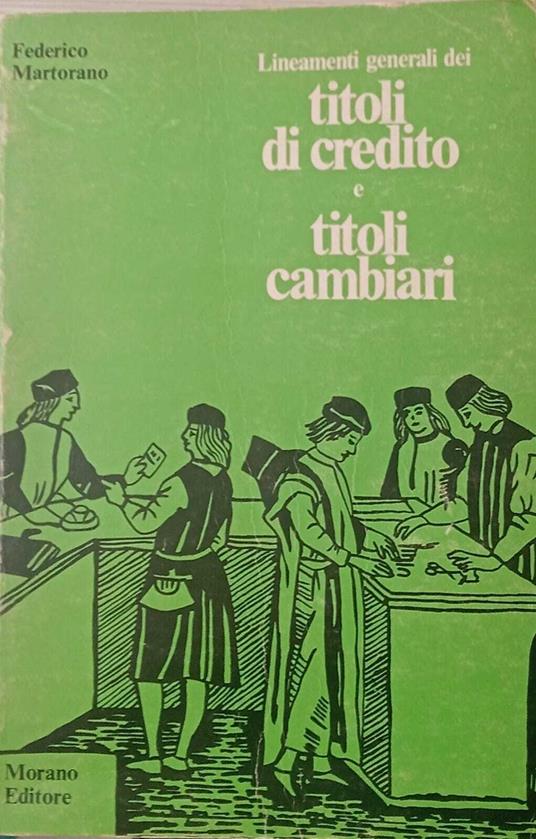 Federico
Martorano
Lineamenti generali dei
titoli
di credito
e
titoli
cambiari
Morano
Editore